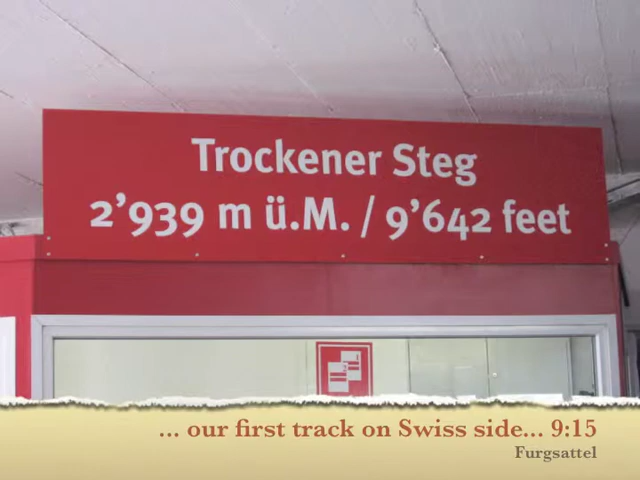 Trockener Steg
2’939 m ü.M. / 9’642 feet
... our first track on Swiss side... 9:15
Furgsattel